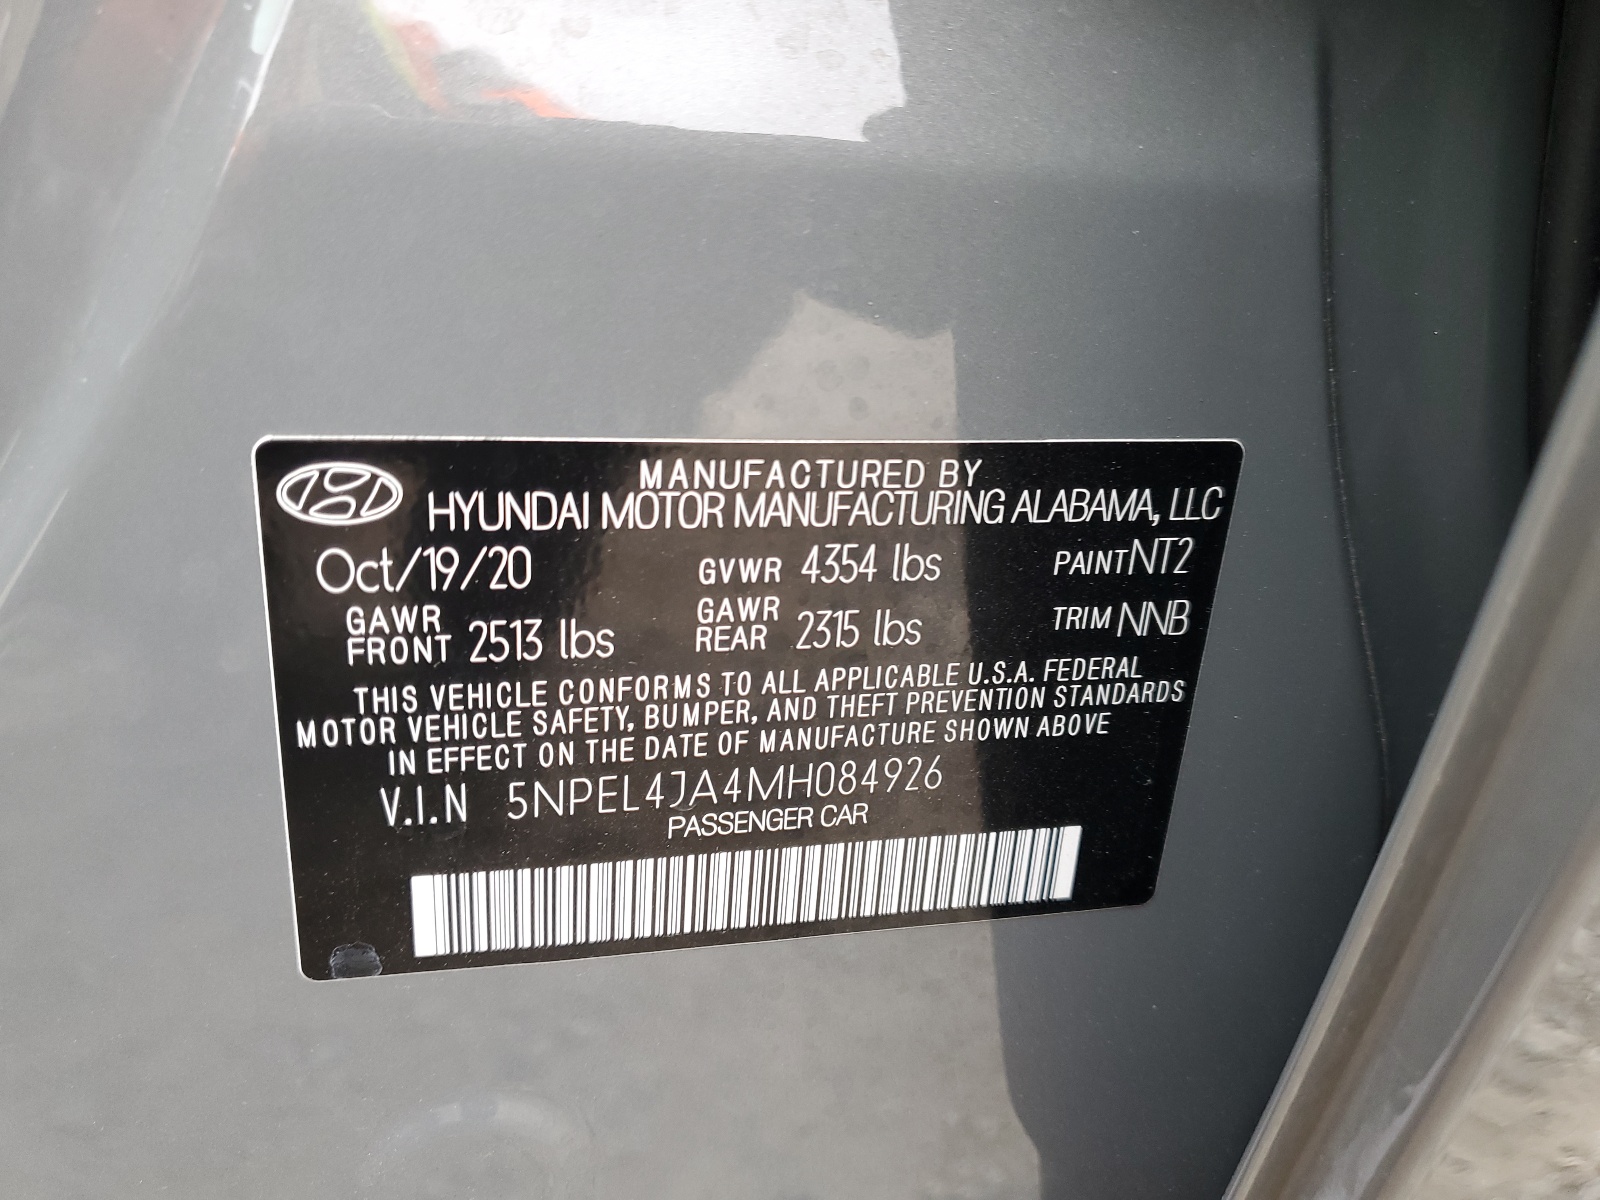 MANUFACTURED BY
HYUNDAI MOTOR MANUFACTURING ALABAMA, LLC
Oct/19/20 GVWR 4354 lbs PAINT NT2
GAWR FRONT 2513 lbs GAWR REAR 2315 lbs TRIM NNB
THIS VEHICLE CONFORMS TO ALL APPLICABLE U.S.A. FEDERAL
MOTOR VEHICLE SAFETY, BUMPER, AND THEFT PREVENTION STANDARDS
IN EFFECT ON THE DATE OF MANUFACTURE SHOWN ABOVE
V.I.N 5NPEL4JA4MH084926
PASSENGER CAR